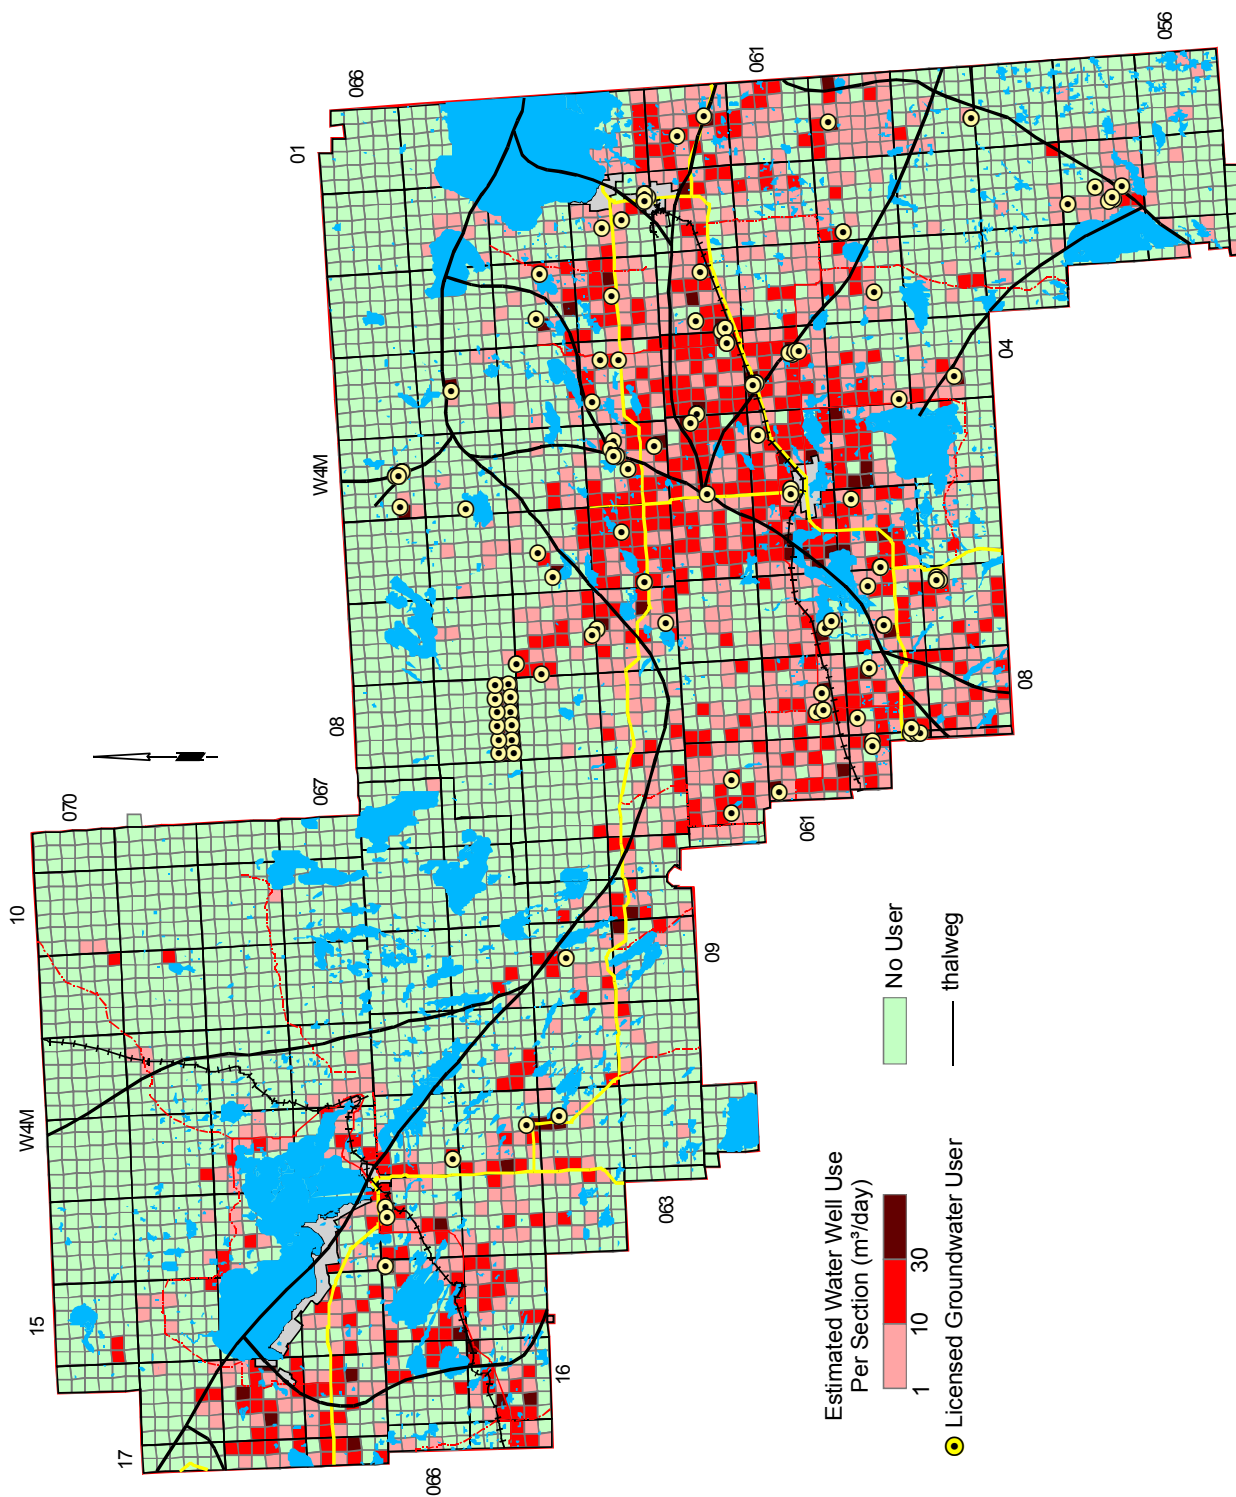 066
01
061
056
W4M
04
08
08
067
070
061
10
09
W4M
063
15
16
17
066
Estimated Water Well Use
Per Section (m³/day)
1 10 30
No User
Licensed Groundwater User
thalweg